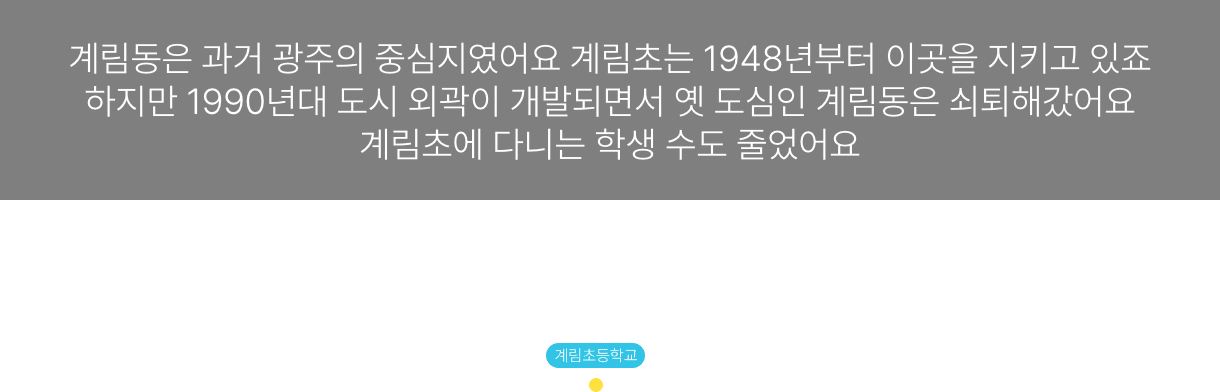 계림동은 과거 광주의 중심지였어요 계림초는 1948년부터 이곳을 지키고 있죠
하지만 1990년대 도시 외곽이 개발되면서 옛 도심인 계림동은 쇠퇴해갔어요
계림초에 다니는 학생 수도 줄었어요
계림초등학교